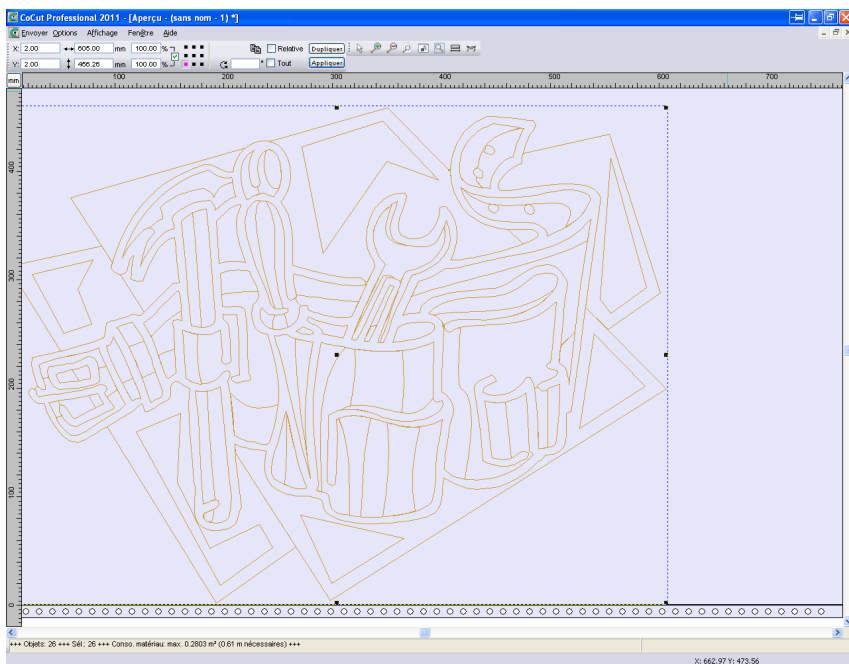 CoCut Professional 2011 - [Aperçu - (sans nom - 1) *]
Envoyer Options Affichage Fenêtre Aide
X: 2.00 605.00 mm 100.00 % Relative Dupliquer
Y: 2.00 466.26 mm 100.00 % ° Tout Appliquer
mm 100 200 300 400 500 600 700
400
300
200
100
0
+++ Objets: 26 +++ Sél.: 26 +++ Conso. matériau: max. 0.2803 m² (0.61 m nécessaires) +++
X: 662.97 Y: 473.56